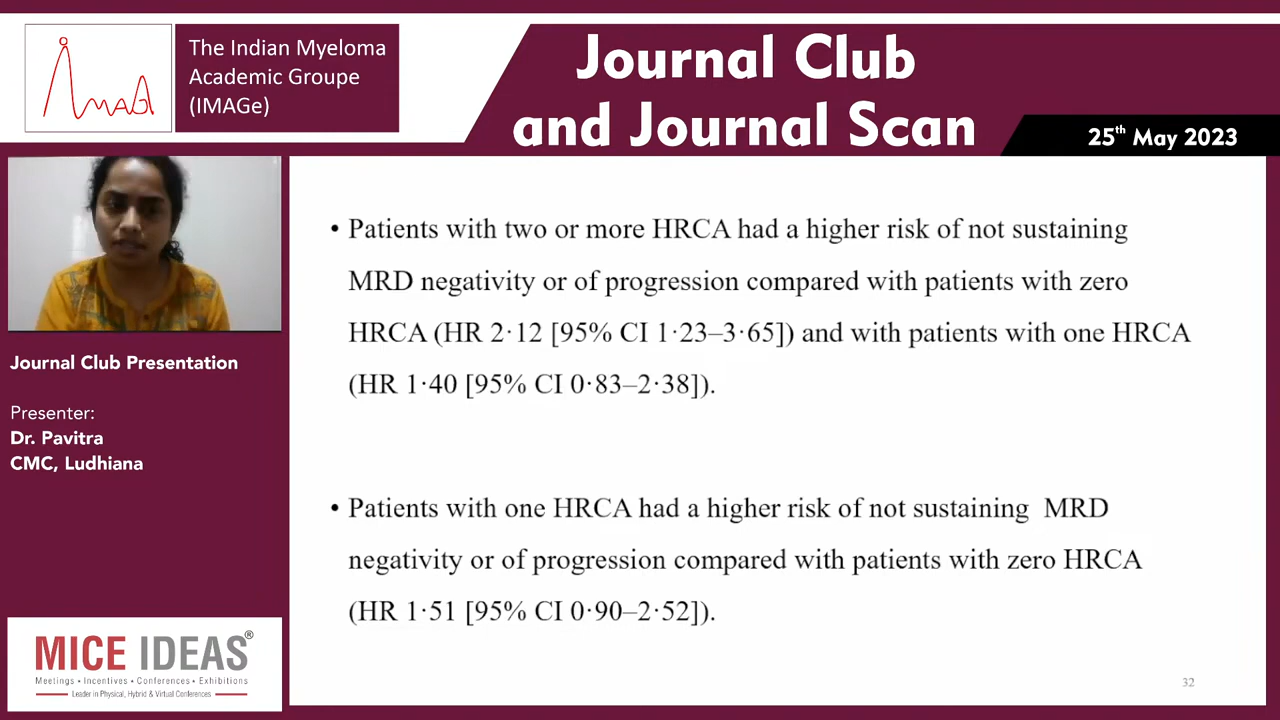 ImAG
The Indian Myeloma
Academic Groupe
(IMAGe)
Journal Club
and Journal Scan
25th May 2023
Journal Club Presentation
Presenter:
Dr. Pavitra
CMC, Ludhiana
• Patients with two or more HRCA had a higher risk of not sustaining
MRD negativity or of progression compared with patients with zero
HRCA (HR 2·12 [95% CI 1·23–3·65]) and with patients with one HRCA
(HR 1·40 [95% CI 0·83–2·38]).
• Patients with one HRCA had a higher risk of not sustaining MRD
negativity or of progression compared with patients with zero HRCA
(HR 1·51 [95% CI 0·90–2·52]).
32
MICE IDEAS®
Meetings • Incentives • Conferences • Exhibitions
Leader in Physical, Hybrid & Virtual Conferences